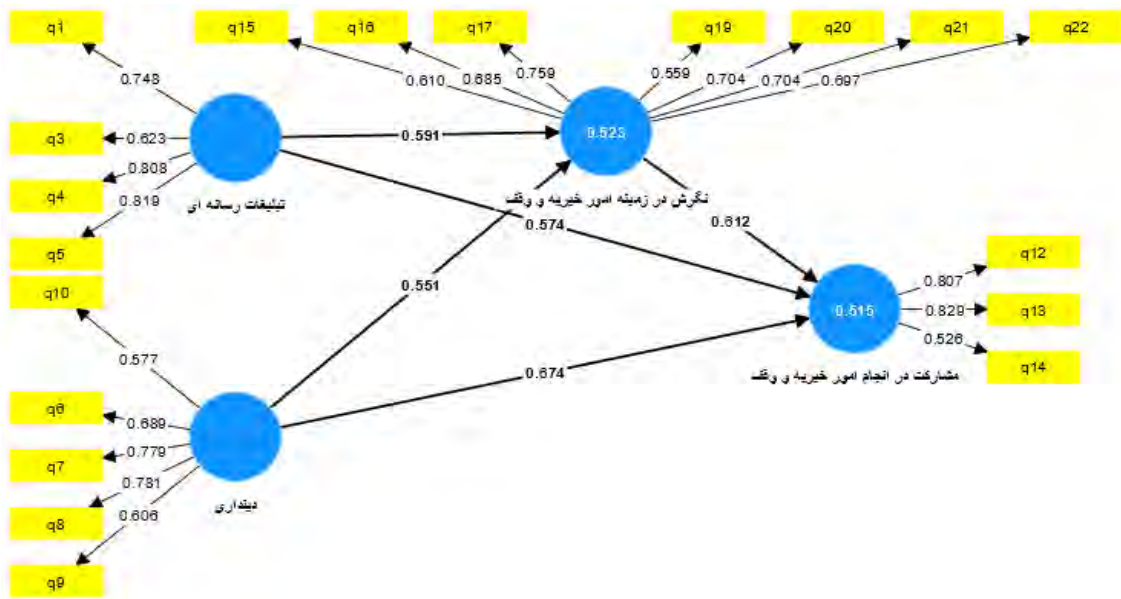 q1
q15
q16
q17
q19
q20
q21
q22
0.748
0.610
0.685
0.759
0.559
0.704
0.704
0.697
q3
0.623
q4
0.808
q5
0.819
تبلیغات رسانه ای
0.591
0.523
نگرش در زمینه امور خیریه و وقف
0.574
0.612
0.551
q10
0.577
q12
0.807
q13
0.829
q14
0.526
0.515
مشارکت در انجام امور خیریه و وقف
0.674
q6
0.689
q7
0.779
q8
0.781
q9
0.606
دینداری